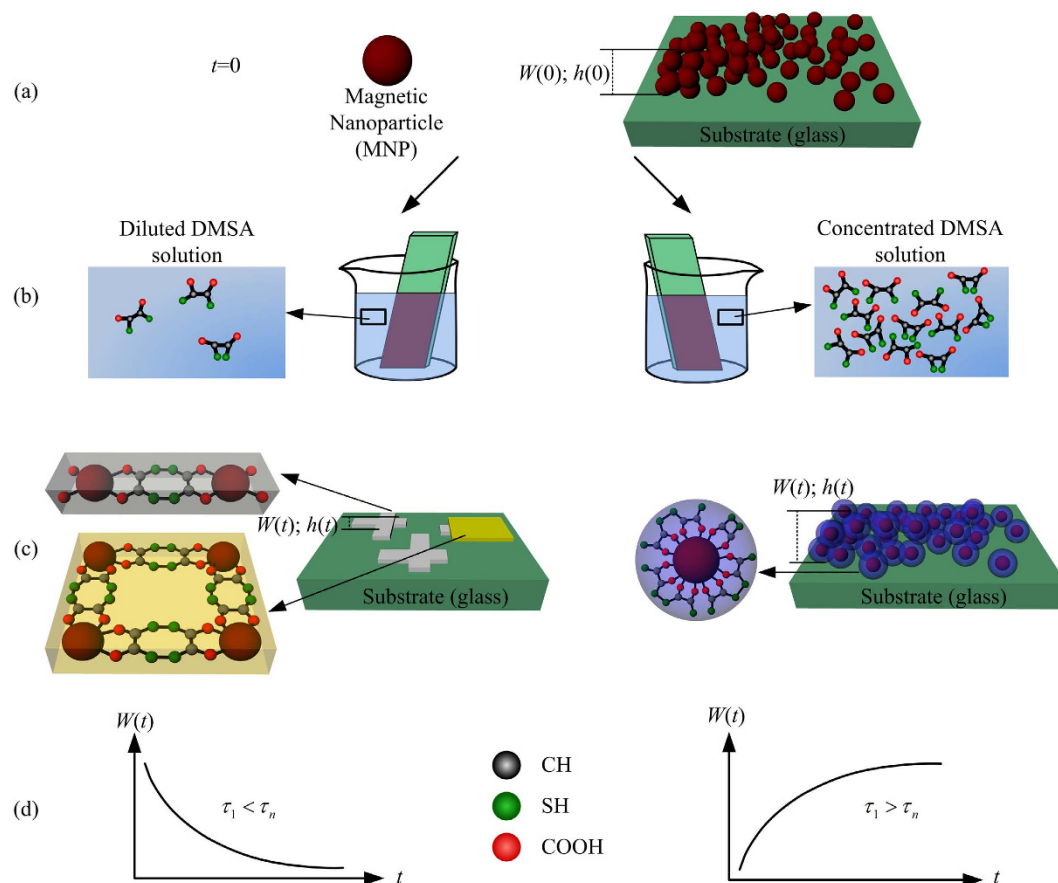 (a)
t=0
Magnetic
Nanoparticle
(MNP)
W(0); h(0)
Substrate (glass)
(b)
Diluted DMSA
solution
Concentrated DMSA
solution
(c)
W(t); h(t)
Substrate (glass)
W(t); h(t)
Substrate (glass)
(d)
W(t)
τ₁ < τₙ
t
CH
SH
COOH
W(t)
τ₁ > τₙ
t